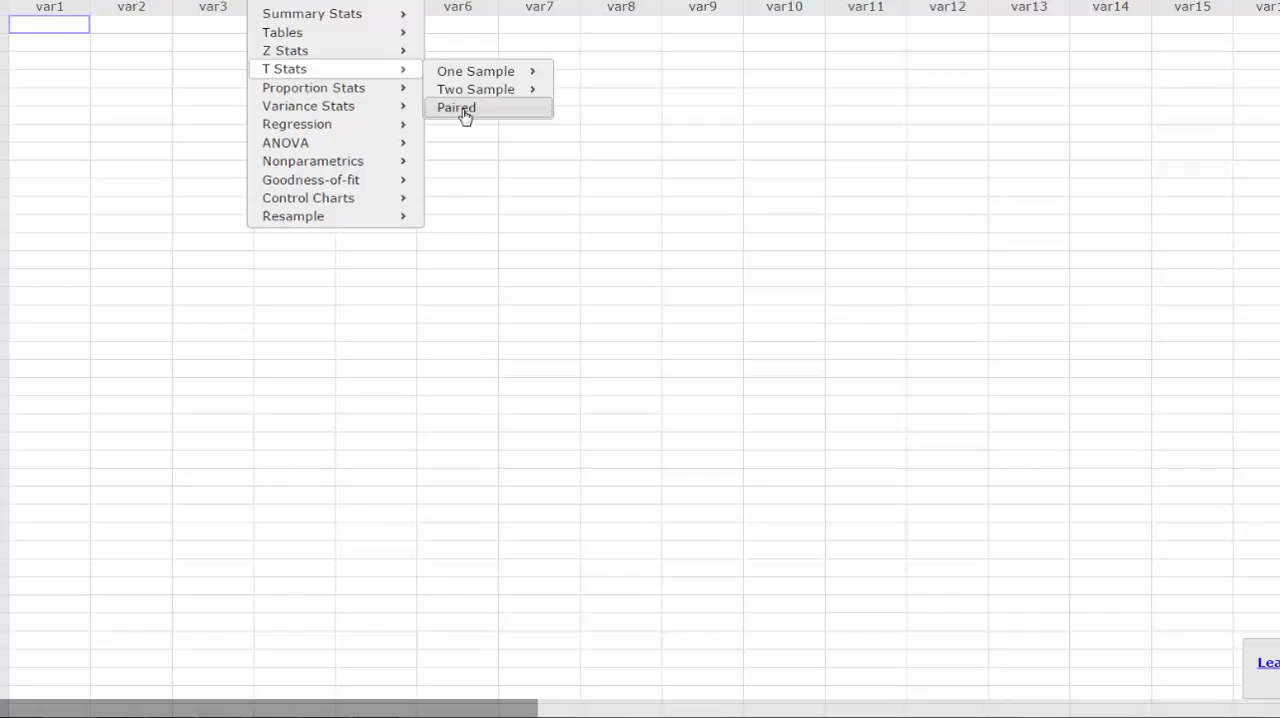 var1 var2 var3 var6 var7 var8 var9 var10 var11 var12 var13 var14 var15
Summary Stats
Tables
Z Stats
T Stats
Proportion Stats
Variance Stats
Regression
ANOVA
Nonparametrics
Goodness-of-fit
Control Charts
Resample
One Sample
Two Sample
Paired